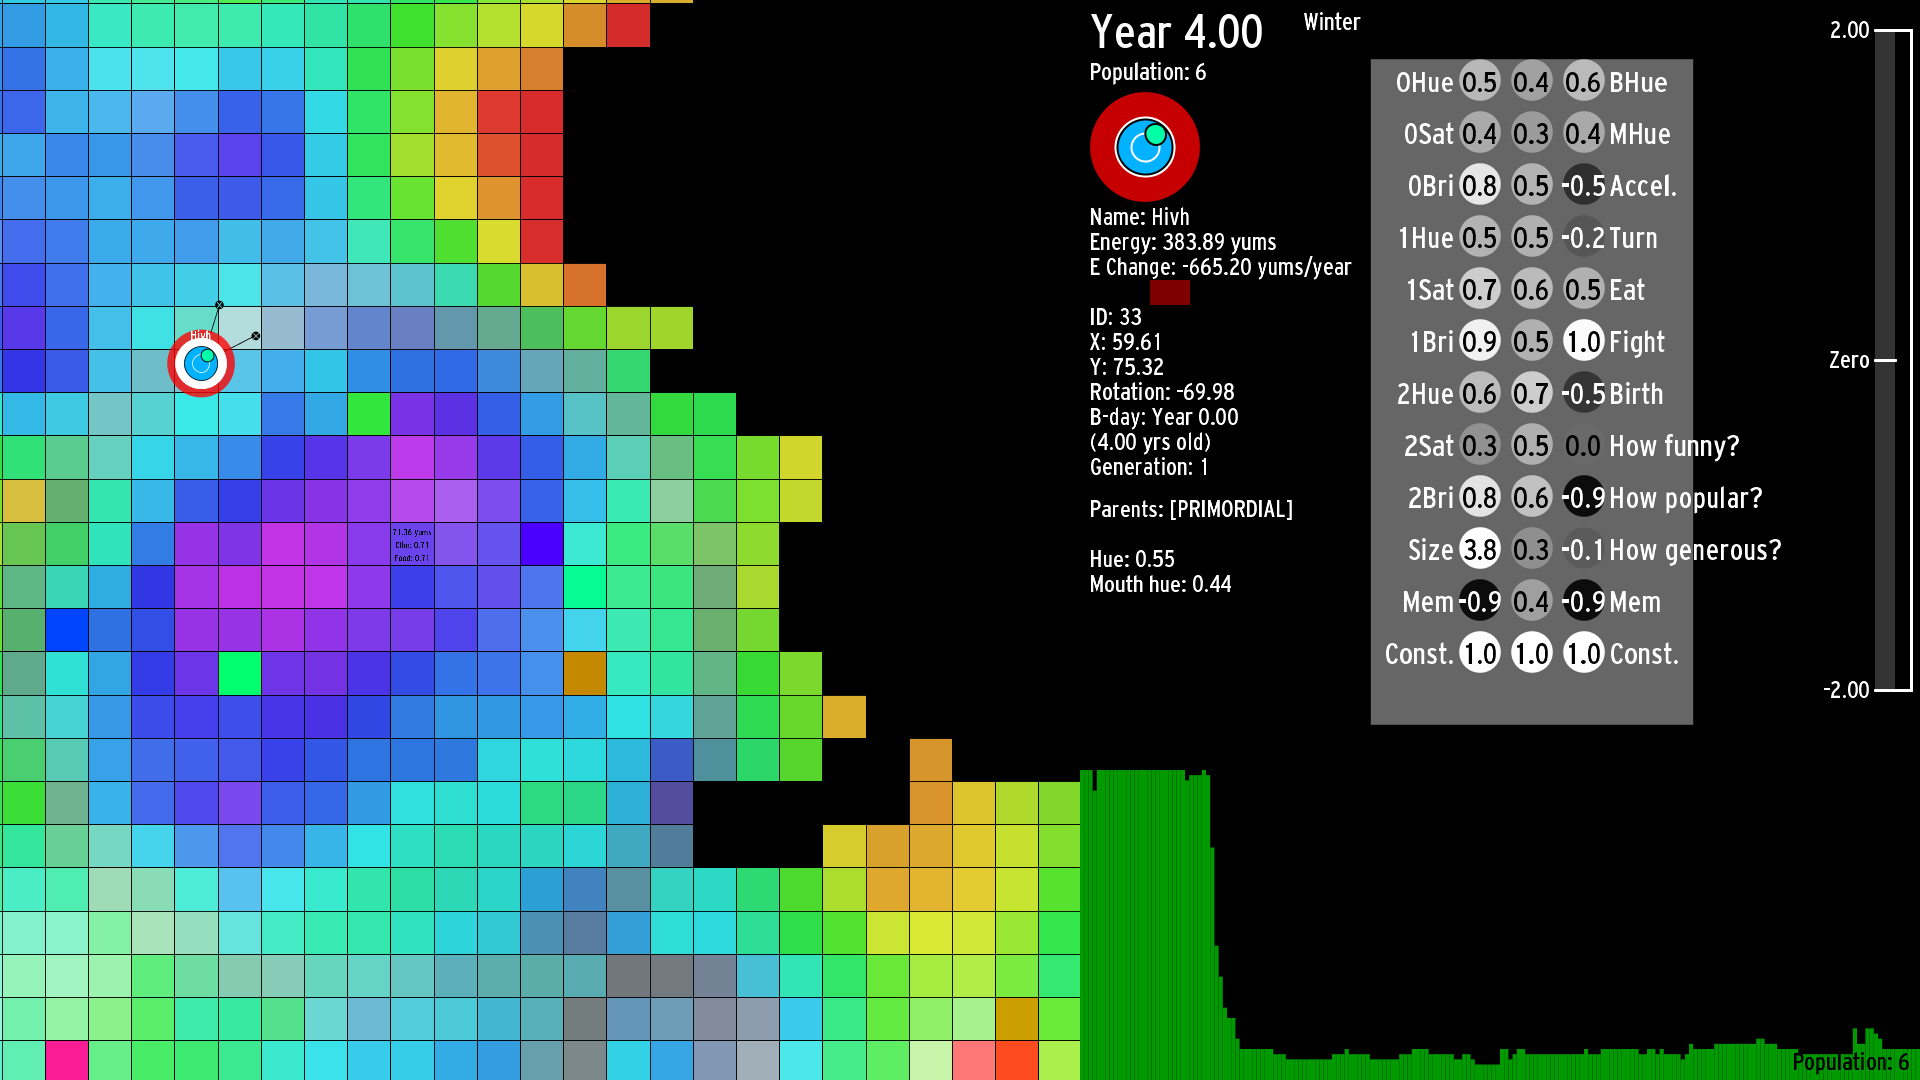 Year 4.00
Winter
Population: 6
Name: Hivh
Energy: 383.89 yums
E Change: -665.20 yums/year
ID: 33
X: 59.61
Y: 75.32
Rotation: -69.98
B-day: Year 0.00
(4.00 yrs old)
Generation: 1
Parents: [PRIMORDIAL]
Hue: 0.55
Mouth hue: 0.44
0Hue 0.5 0.4 0.6 BHue
0Sat 0.4 0.3 0.4 MHue
0Bri 0.8 0.5 -0.5 Accel.
1Hue 0.5 0.5 -0.2 Turn
1Sat 0.7 0.6 0.5 Eat
1Bri 0.9 0.5 1.0 Fight
2Hue 0.6 0.7 -0.5 Birth
2Sat 0.3 0.5 0.0 How funny?
2Bri 0.8 0.6 -0.9 How popular?
Size 3.8 0.3 -0.1 How generous?
Mem -0.9 0.4 -0.9 Mem
Const. 1.0 1.0 1.0 Const.
2.00
Zero
-2.00
Hivh
71.36 yums
Clim: 0.71
Food: 0.71
Population: 6